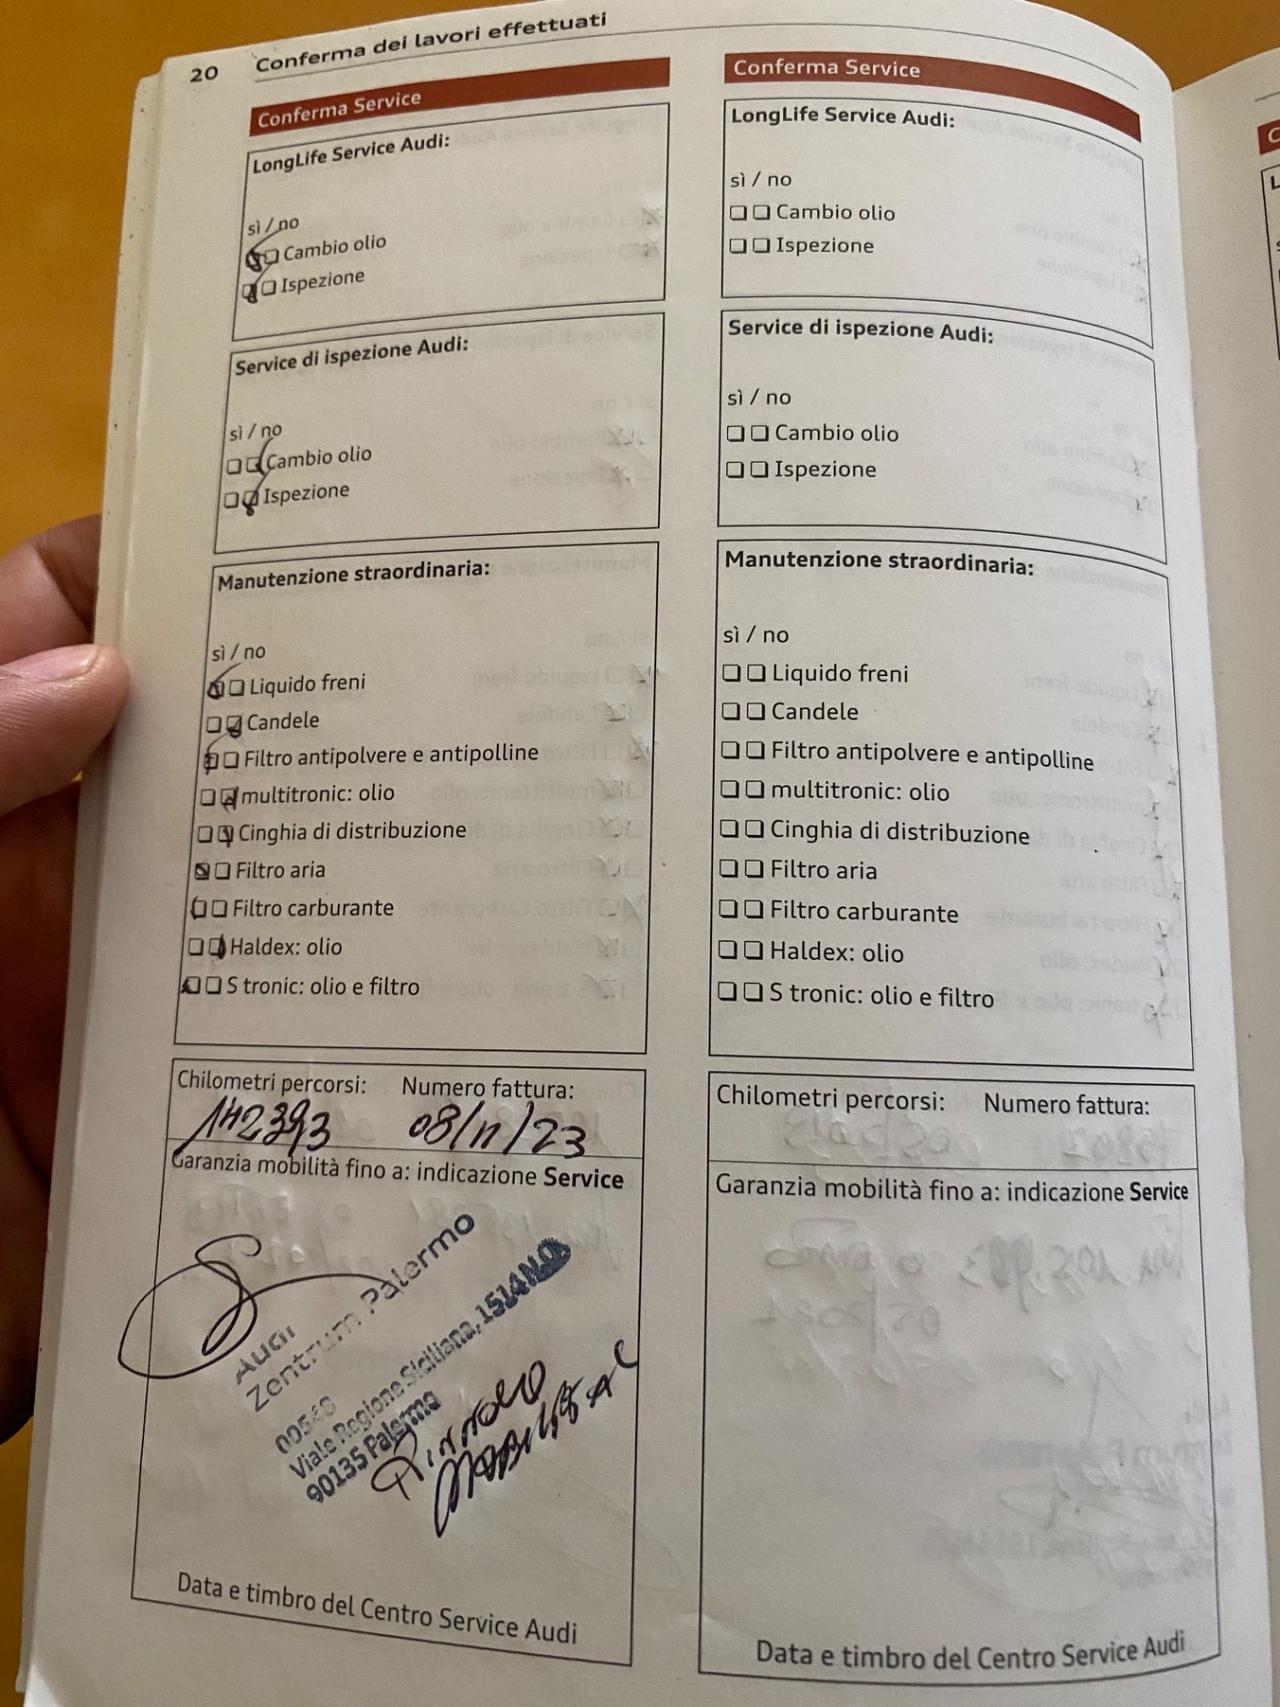 20 Conferma dei lavori effettuati
Conferma Service
LongLife Service Audi:
sì / no
Cambio olio
Ispezione
Service di ispezione Audi:
sì / no
Cambio olio
Ispezione
Manutenzione straordinaria:
sì / no
Liquido freni
Candele
Filtro antipolvere e antipolline
multitronic: olio
Cinghia di distribuzione
Filtro aria
Filtro carburante
Haldex: olio
S tronic: olio e filtro
Chilometri percorsi: Numero fattura:
142393 08/11/23
Garanzia mobilità fino a: indicazione Service
Audi
Zentrum Palermo
Viale Regione Siciliana,
90135 Palermo
Data e timbro del Centro Service Audi
Conferma Service
LongLife Service Audi:
sì / no
Cambio olio
Ispezione
Service di ispezione Audi:
sì / no
Cambio olio
Ispezione
Manutenzione straordinaria:
sì / no
Liquido freni
Candele
Filtro antipolvere e antipolline
multitronic: olio
Cinghia di distribuzione
Filtro aria
Filtro carburante
Haldex: olio
S tronic: olio e filtro
Chilometri percorsi: Numero fattura:
Garanzia mobilità fino a: indicazione Service
Data e timbro del Centro Service Audi